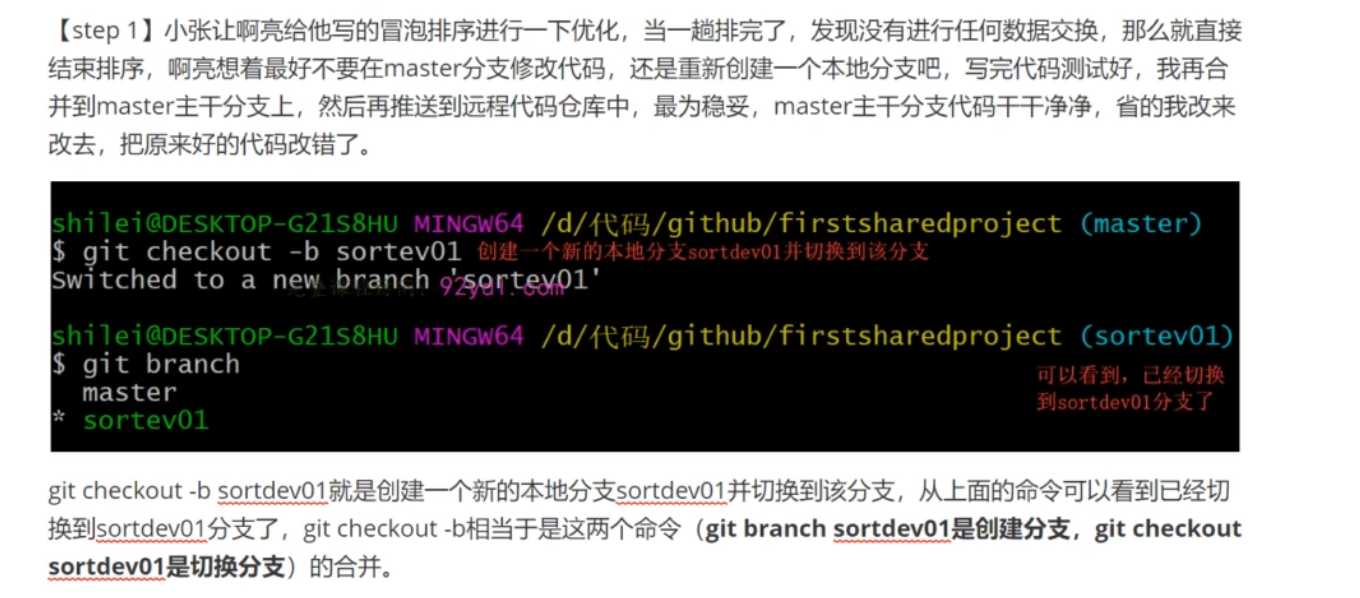 【step 1】小张让啊亮给他写的冒泡排序进行一下优化，当一趟排完了，发现没有进行任何数据交换，那么就直接
结束排序，啊亮想着最好不要在master分支修改代码，还是重新创建一个本地分支吧，写完代码测试好，我再合
并到master主干分支上，然后再推送到远程代码仓库中，最为稳妥，master主干分支代码干干净净，省的我改来
改去，把原来好的代码改错了。
shilei@DESKTOP-G21S8HU MINGW64 /d/代码/github/firstsharedproject (master)
$ git checkout -b sortev01 创建一个新的本地分支sortdev01并切换到该分支
Switched to a new branch 'sortev01'
shilei@DESKTOP-G21S8HU MINGW64 /d/代码/github/firstsharedproject (sortev01)
$ git branch
master
* sortev01
可以看到，已经切换
到sortdev01分支了
git checkout -b sortdev01就是创建一个新的本地分支sortdev01并切换到该分支，从上面的命令可以看到已经切
换到sortdev01分支了，git checkout -b相当于是这两个命令（git branch sortdev01是创建分支，git checkout
sortdev01是切换分支）的合并。